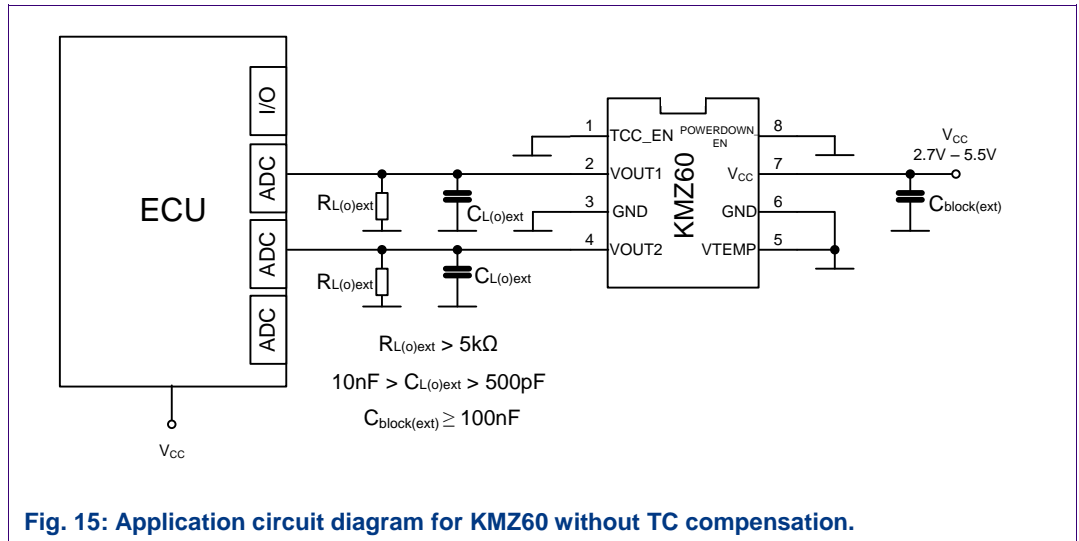 ECU
I/O
ADC
ADC
ADC
VCC
RL(o)ext
CL(o)ext
RL(o)ext
CL(o)ext
RL(o)ext > 5kΩ
10nF > CL(o)ext > 500pF
Cblock(ext) ≥ 100nF
KMZ60
1 TCC_EN
2 VOUT1
3 GND
4 VOUT2
POWERDOWN_
EN 8
VCC 7
GND 6
VTEMP 5
VCC
2.7V – 5.5V
Cblock(ext)
Fig. 15: Application circuit diagram for KMZ60 without TC compensation.